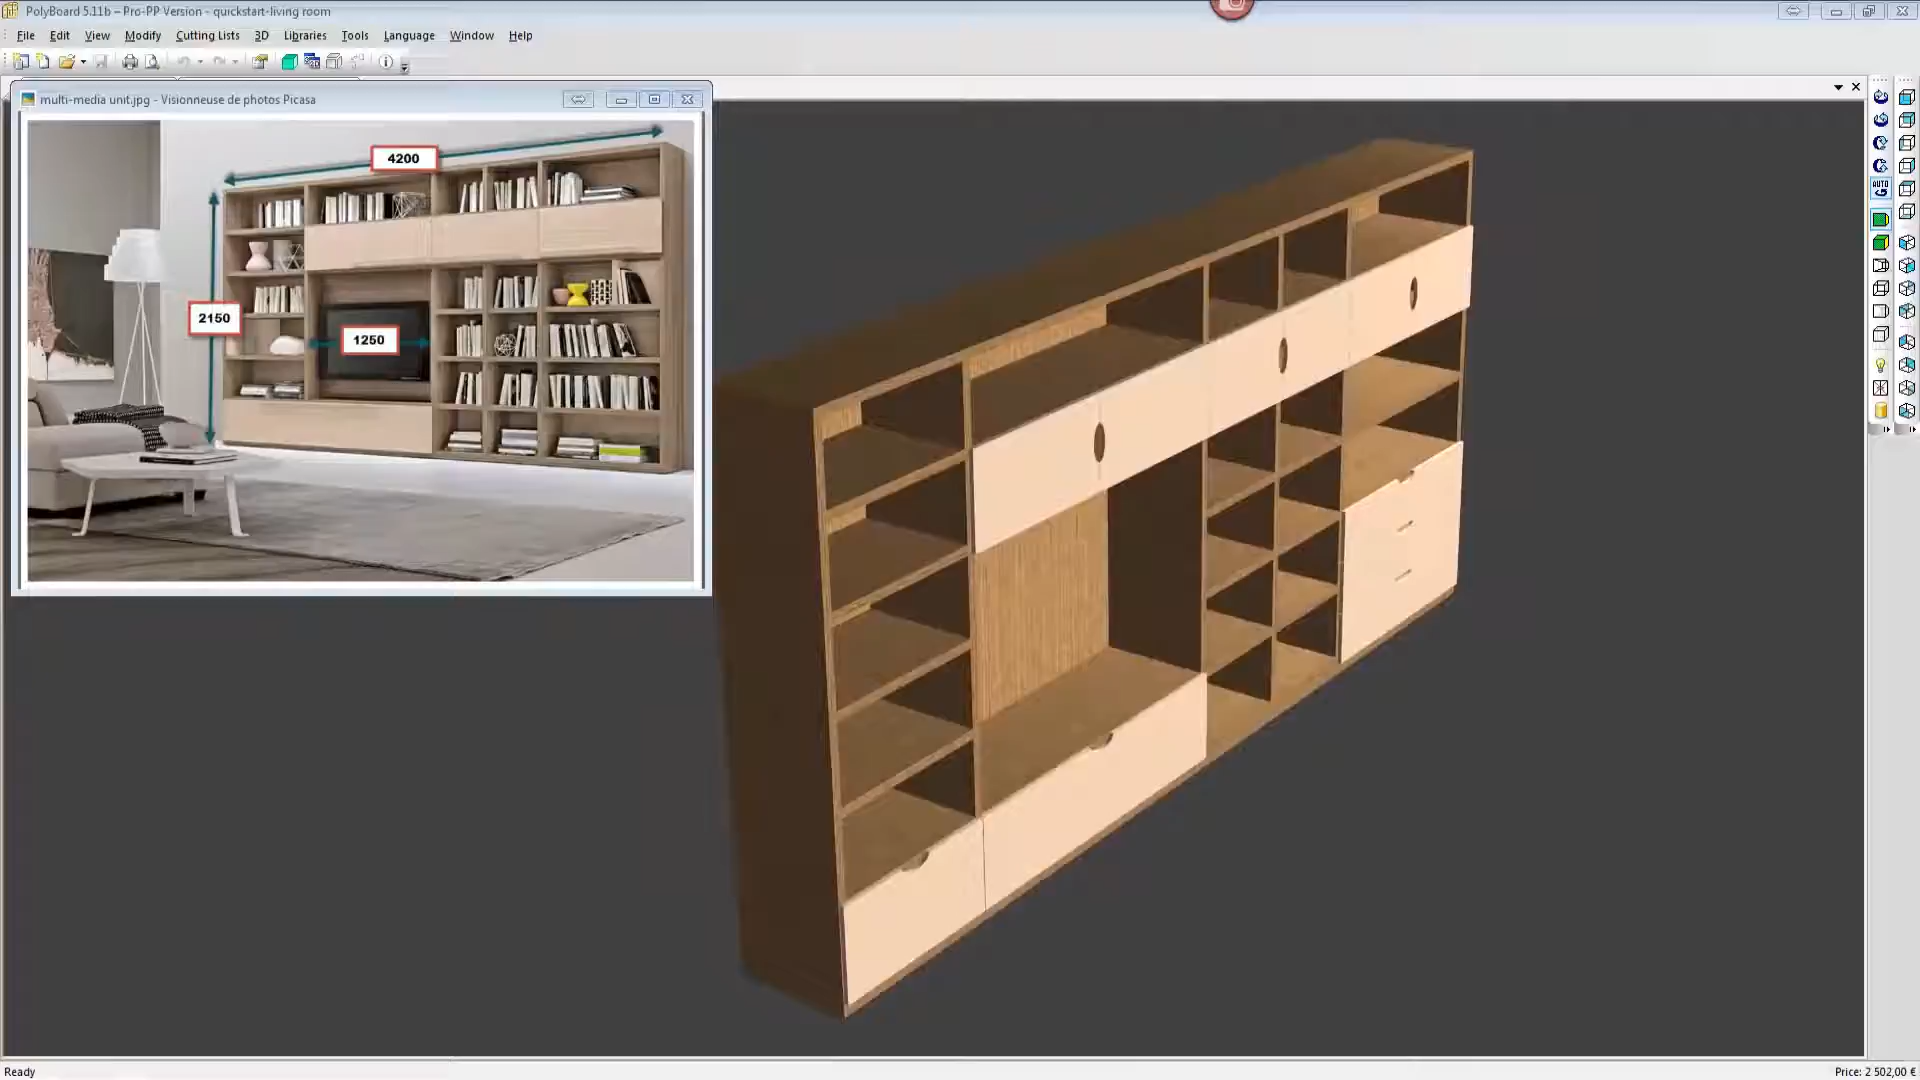 PolyBoard 5.11b – Pro-PP Version - quickstart-living room
File Edit View Modify Cutting Lists 3D Libraries Tools Language Window Help
multi-media unit.jpg - Visionneuse de photos Picasa
4200
2150
1250
AUTO
Ready
Price: 2 502,00 €